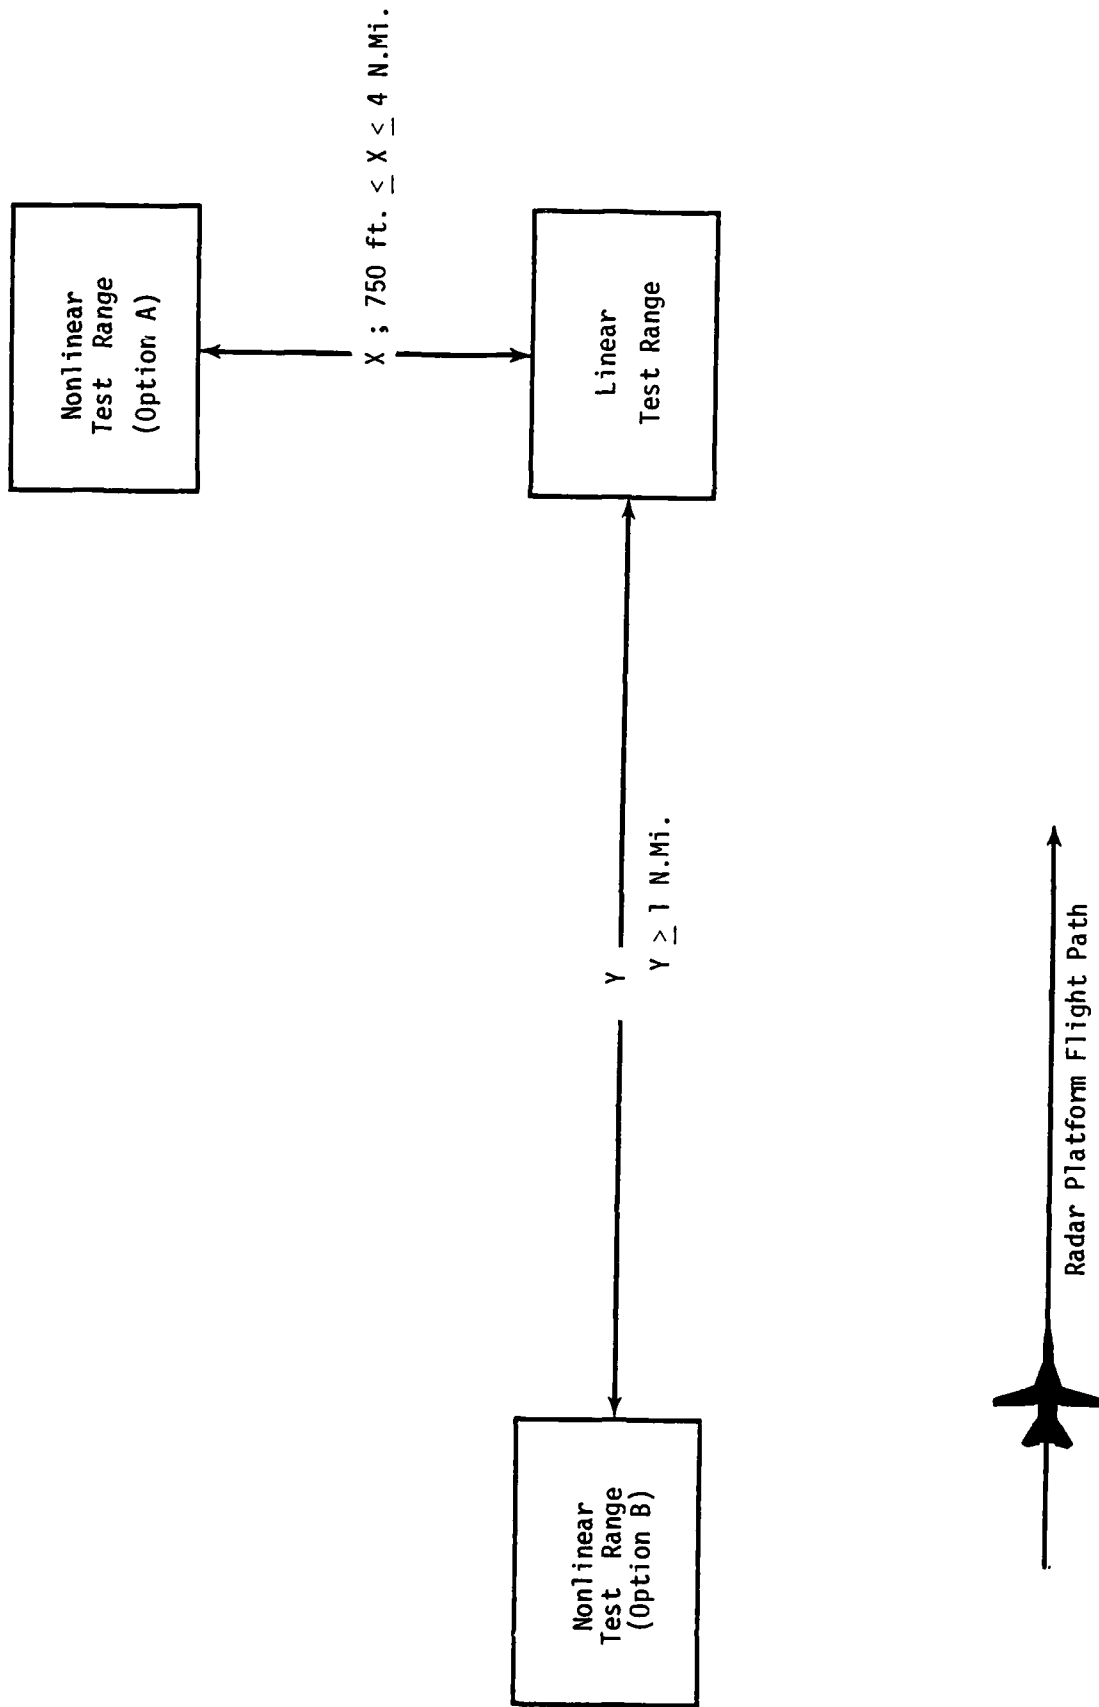 Nonlinear
Test Range
(Option A)
X ; 750 ft. ≤ X ≤ 4 N.Mi.
Linear
Test Range
Y
Y ≥ 1 N.Mi.
Nonlinear
Test Range
(Option B)
Radar Platform Flight Path